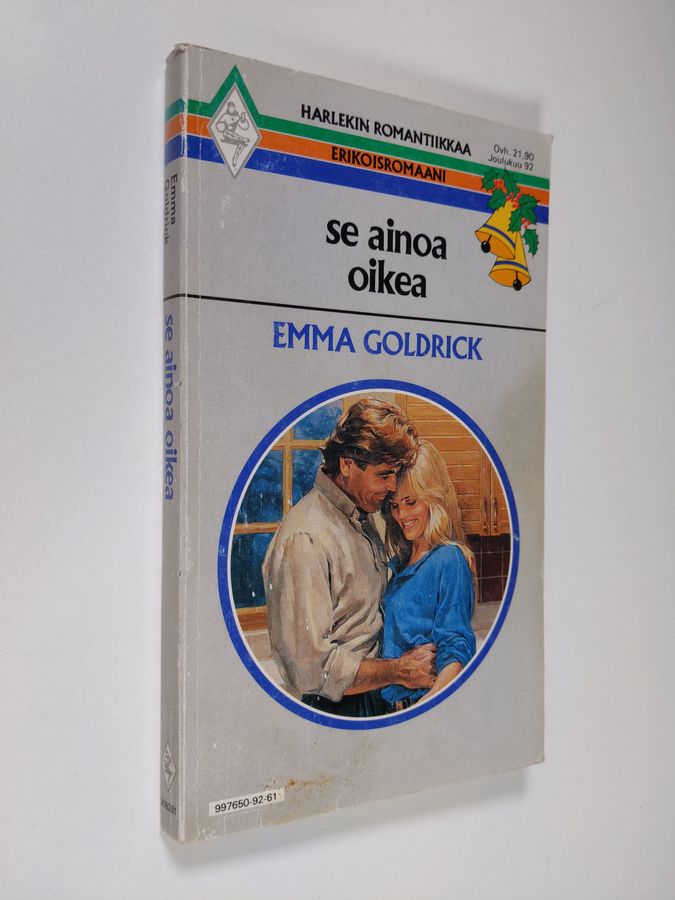 HARLEKIN ROMANTIIKKAA
ERIKOISROMAANI
Ovh. 21,90
Joulukuu 92
se ainoa
oikea
EMMA GOLDRICK
997650-92-61
Emma
Goldrick
se ainoa oikea